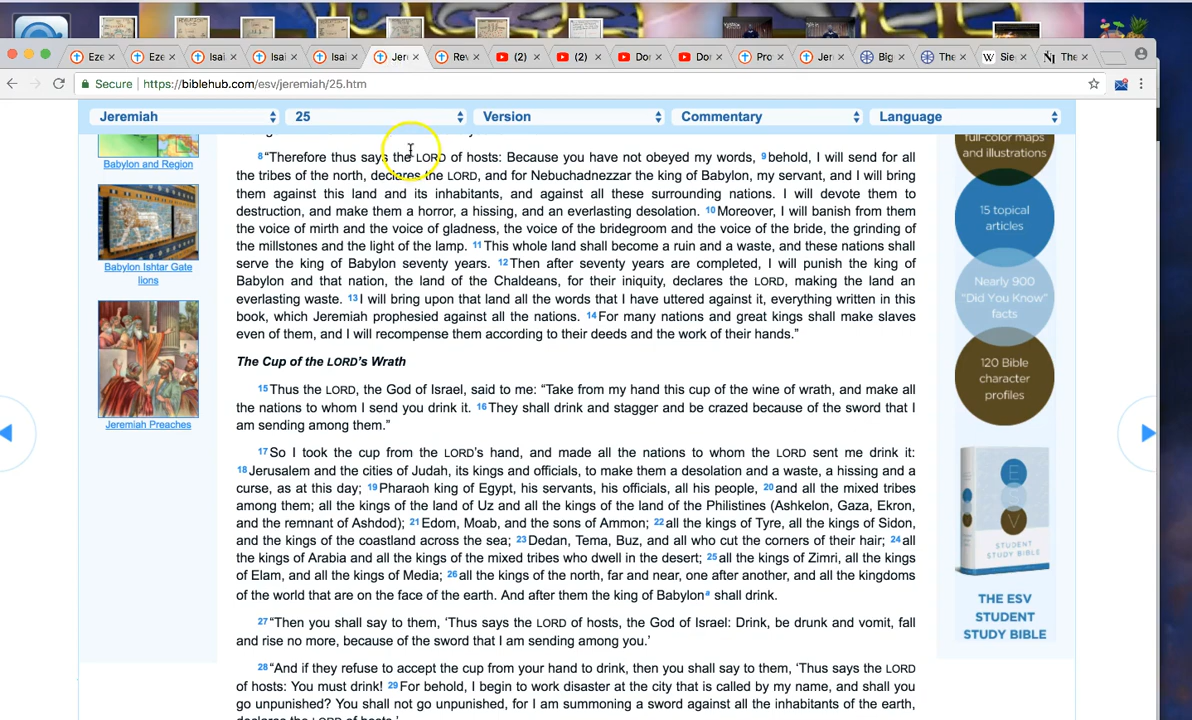 Eze
Eze
Isai
Isai
Isai
Jer
Rev
(2)
(2)
Dor
Dor
Pro
Jer
Big
The
Sie
The
Secure
https://biblehub.com/esv/jeremiah/25.htm
Jeremiah
25
Version
Commentary
Language
Babylon and Region
Babylon Ishtar Gate
lions
Jeremiah Preaches
8“Therefore thus says the LORD of hosts: Because you have not obeyed my words, 9behold, I will send for all
the tribes of the north, declares the LORD, and for Nebuchadnezzar the king of Babylon, my servant, and I will bring
them against this land and its inhabitants, and against all these surrounding nations. I will devote them to
destruction, and make them a horror, a hissing, and an everlasting desolation. 10Moreover, I will banish from them
the voice of mirth and the voice of gladness, the voice of the bridegroom and the voice of the bride, the grinding of
the millstones and the light of the lamp. 11This whole land shall become a ruin and a waste, and these nations shall
serve the king of Babylon seventy years. 12Then after seventy years are completed, I will punish the king of
Babylon and that nation, the land of the Chaldeans, for their iniquity, declares the LORD, making the land an
everlasting waste. 13I will bring upon that land all the words that I have uttered against it, everything written in this
book, which Jeremiah prophesied against all the nations. 14For many nations and great kings shall make slaves
even of them, and I will recompense them according to their deeds and the work of their hands.”
The Cup of the LORD’s Wrath
15Thus the LORD, the God of Israel, said to me: “Take from my hand this cup of the wine of wrath, and make all
the nations to whom I send you drink it. 16They shall drink and stagger and be crazed because of the sword that I
am sending among them.”
17So I took the cup from the LORD’s hand, and made all the nations to whom the LORD sent me drink it:
18Jerusalem and the cities of Judah, its kings and officials, to make them a desolation and a waste, a hissing and a
curse, as at this day; 19Pharaoh king of Egypt, his servants, his officials, all his people, 20and all the mixed tribes
among them; all the kings of the land of Uz and all the kings of the land of the Philistines (Ashkelon, Gaza, Ekron,
and the remnant of Ashdod); 21Edom, Moab, and the sons of Ammon; 22all the kings of Tyre, all the kings of Sidon,
and the kings of the coastland across the sea; 23Dedan, Tema, Buz, and all who cut the corners of their hair; 24all
the kings of Arabia and all the kings of the mixed tribes who dwell in the desert; 25all the kings of Zimri, all the kings
of Elam, and all the kings of Media; 26all the kings of the north, far and near, one after another, and all the kingdoms
of the world that are on the face of the earth. And after them the king of Babylona shall drink.
27“Then you shall say to them, ‘Thus says the LORD of hosts, the God of Israel: Drink, be drunk and vomit, fall
and rise no more, because of the sword that I am sending among you.’
28“And if they refuse to accept the cup from your hand to drink, then you shall say to them, ‘Thus says the LORD
of hosts: You must drink! 29For behold, I begin to work disaster at the city that is called by my name, and shall you
go unpunished? You shall not go unpunished, for I am summoning a sword against all the inhabitants of the earth,
declares the LORD of hosts.’
full-color maps
and illustrations
15 topical
articles
Nearly 900
"Did You Know"
facts
120 Bible
character
profiles
E
S
V
STUDENT
STUDY BIBLE
THE ESV
STUDENT
STUDY BIBLE